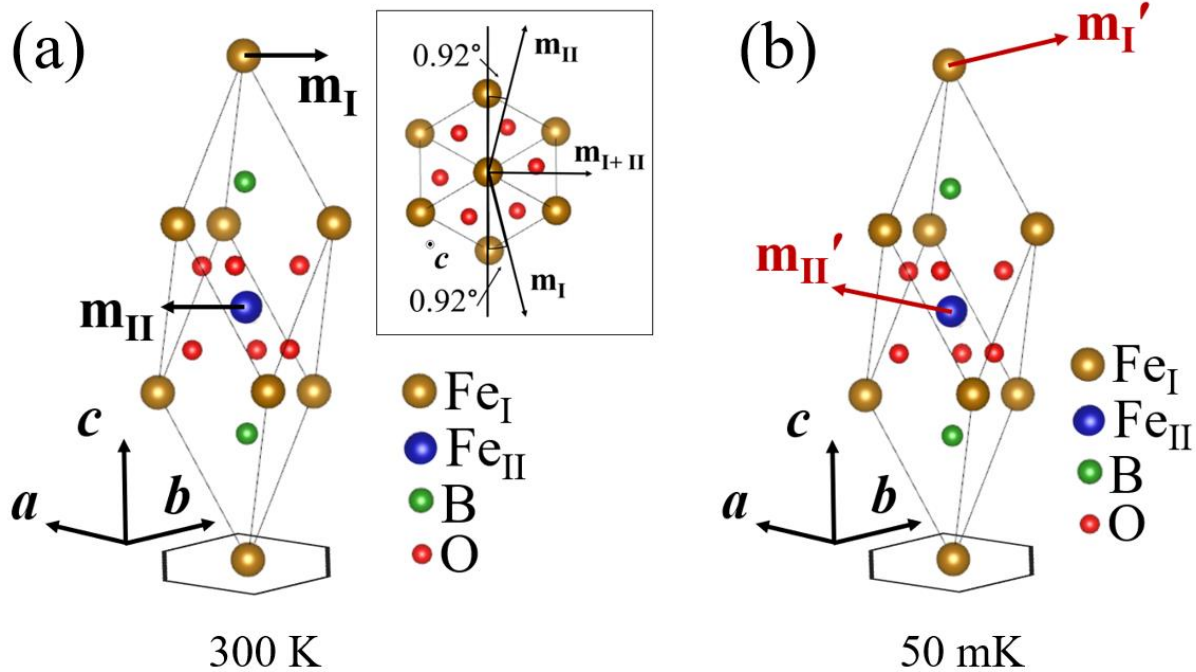 (a)
m_I
m_II
c
a
b
Fe_I
Fe_II
B
O
300 K
0.92°
m_II
m_I+ II
c
m_I
0.92°
(b)
m_I′
m_II′
c
a
b
Fe_I
Fe_II
B
O
50 mK